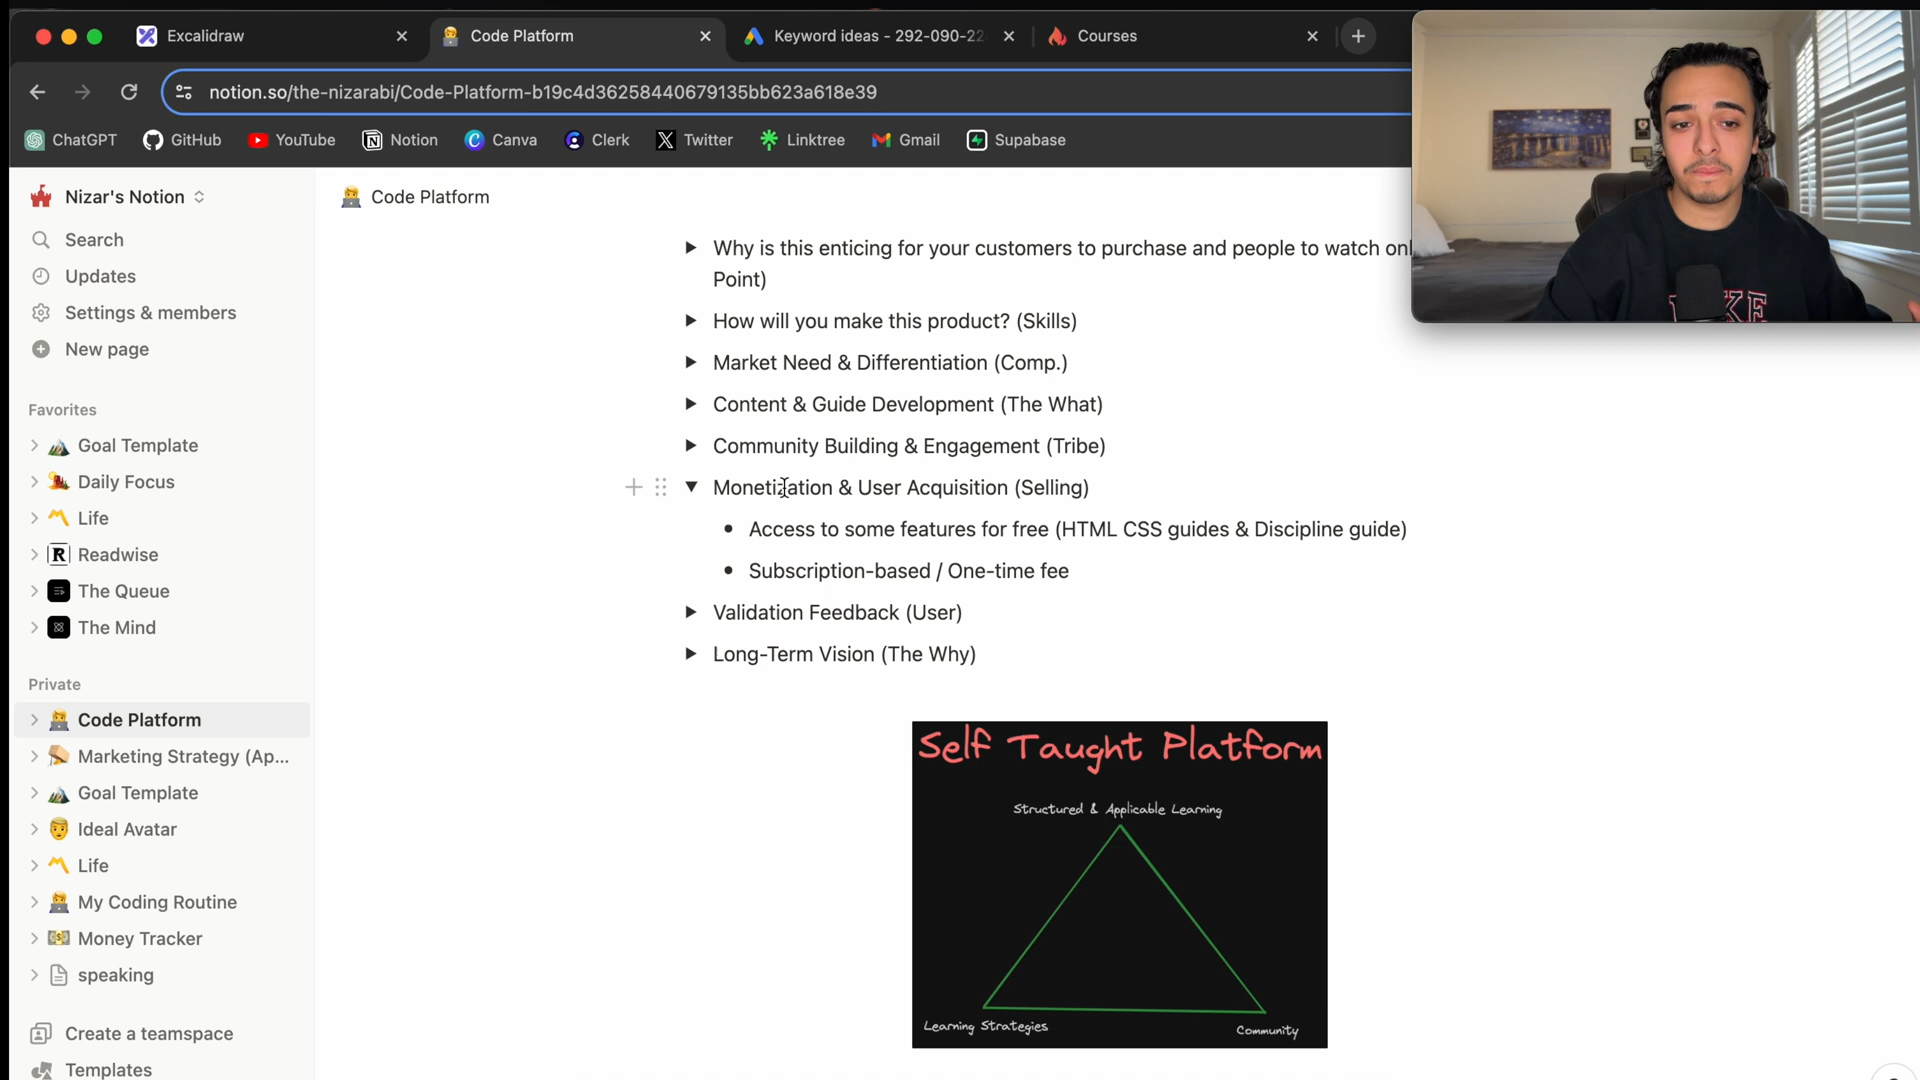 Excalidraw
Code Platform
Keyword ideas - 292-090-22
Courses
notion.so/the-nizarabi/Code-Platform-b19c4d36258440679135bb623a618e39
ChatGPT
GitHub
YouTube
Notion
Canva
Clerk
Twitter
Linktree
Gmail
Supabase
Nizar's Notion
Search
Updates
Settings & members
New page
Favorites
Goal Template
Daily Focus
Life
Readwise
The Queue
The Mind
Private
Code Platform
Marketing Strategy (Ap...
Goal Template
Ideal Avatar
Life
My Coding Routine
Money Tracker
speaking
Create a teamspace
Templates
Code Platform
Why is this enticing for your customers to purchase and people to watch onl
Point)
How will you make this product? (Skills)
Market Need & Differentiation (Comp.)
Content & Guide Development (The What)
Community Building & Engagement (Tribe)
Monetization & User Acquisition (Selling)
Access to some features for free (HTML CSS guides & Discipline guide)
Subscription-based / One-time fee
Validation Feedback (User)
Long-Term Vision (The Why)
Self Taught Platform
Structured & Applicable Learning
Learning Strategies
Community